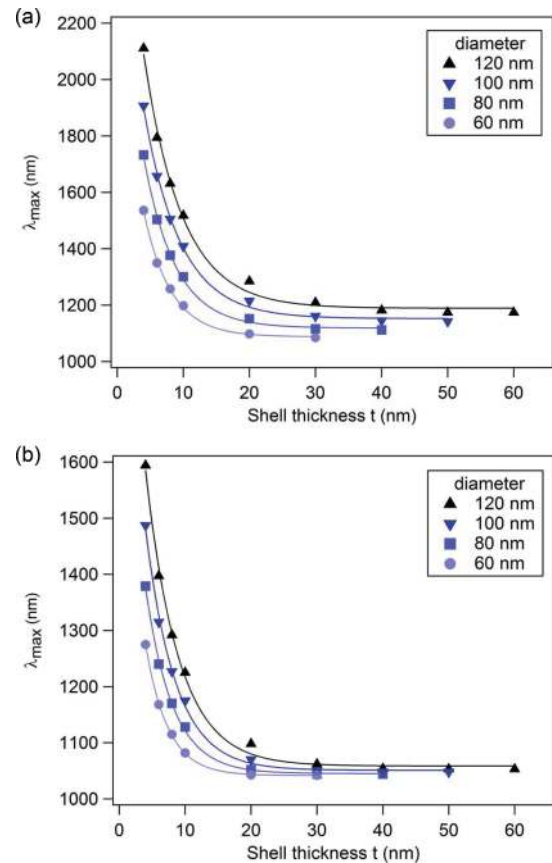 (a)
2200
2000
1800
1600
1400
1200
1000
λmax (nm)
diameter
120 nm
100 nm
80 nm
60 nm
0 10 20 30 40 50 60
Shell thickness t (nm)
(b)
1600
1500
1400
1300
1200
1100
1000
λmax (nm)
diameter
120 nm
100 nm
80 nm
60 nm
0 10 20 30 40 50 60
Shell thickness t (nm)